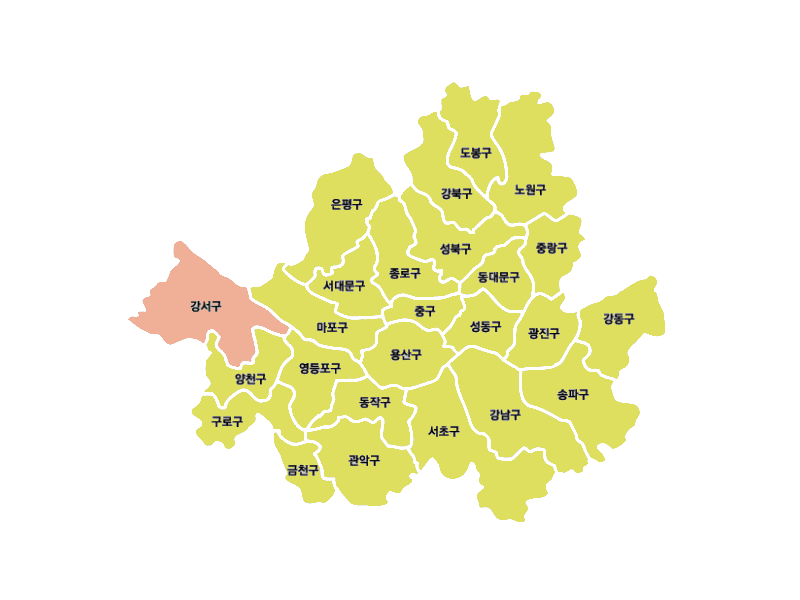 도봉구
노원구
강북구
은평구
성북구
중랑구
종로구
동대문구
서대문구
강서구
중구
마포구
성동구
광진구
강동구
용산구
영등포구
양천구
송파구
동작구
강남구
구로구
서초구
관악구
금천구